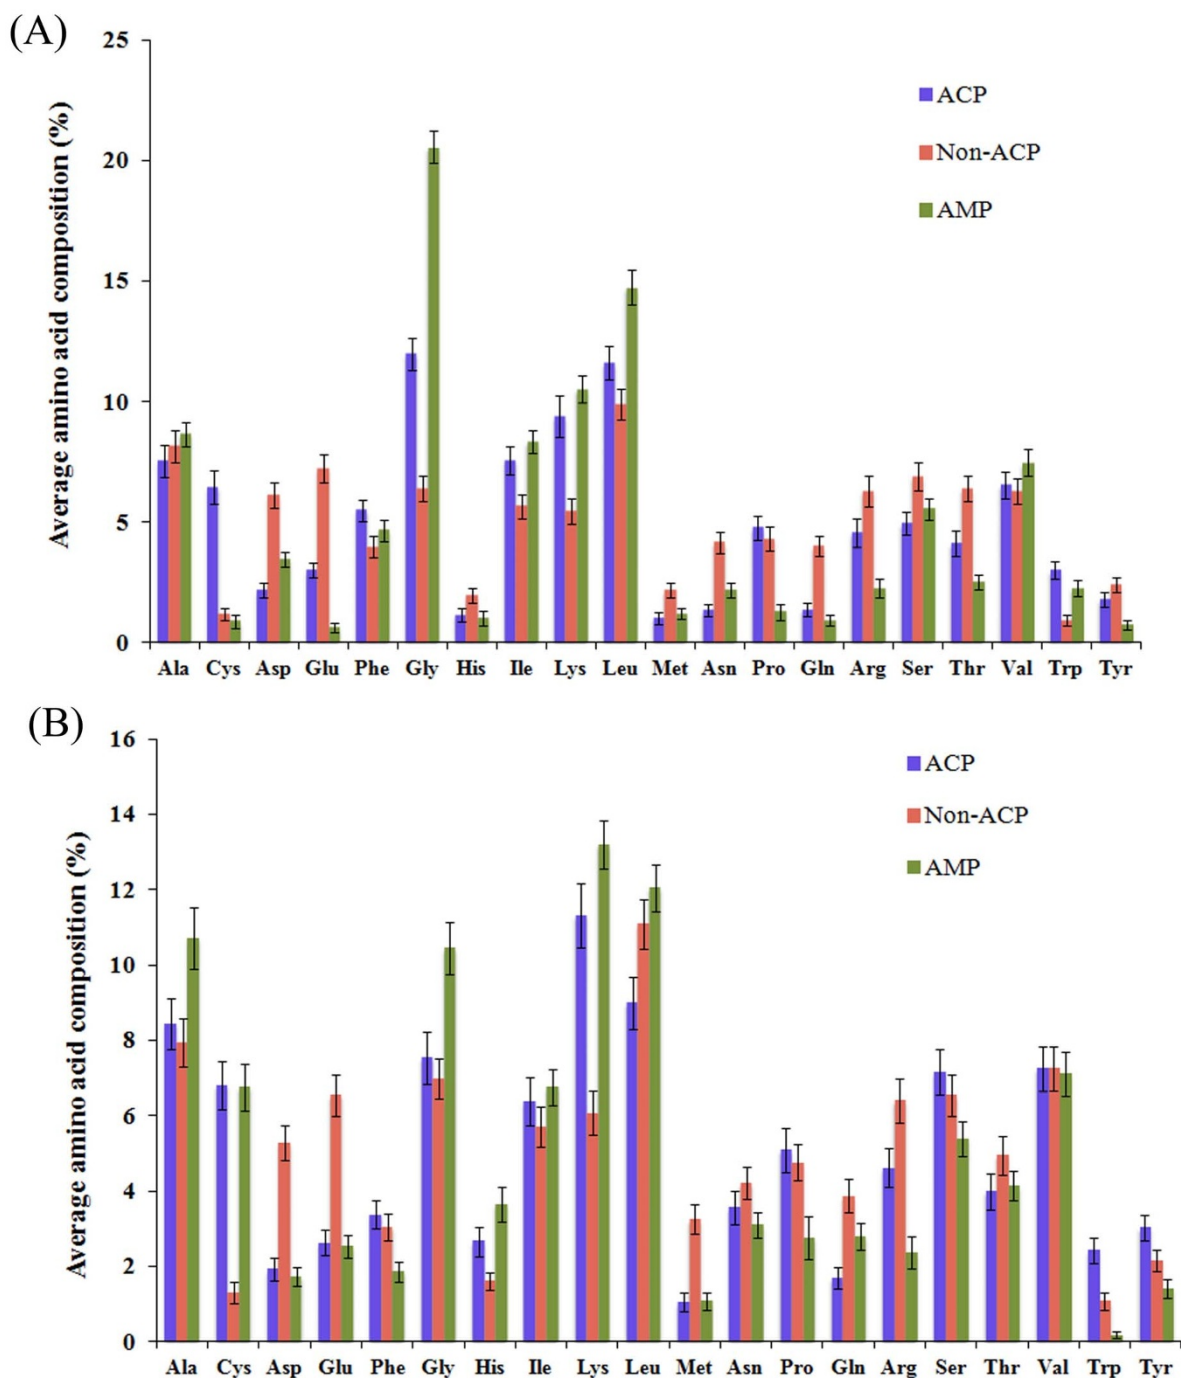 (A)
Average amino acid composition (%)
25
20
15
10
5
0
ACP
Non-ACP
AMP
Ala Cys Asp Glu Phe Gly His Ile Lys Leu Met Asn Pro Gln Arg Ser Thr Val Trp Tyr
(B)
Average amino acid composition (%)
16
14
12
10
8
6
4
2
0
ACP
Non-ACP
AMP
Ala Cys Asp Glu Phe Gly His Ile Lys Leu Met Asn Pro Gln Arg Ser Thr Val Trp Tyr